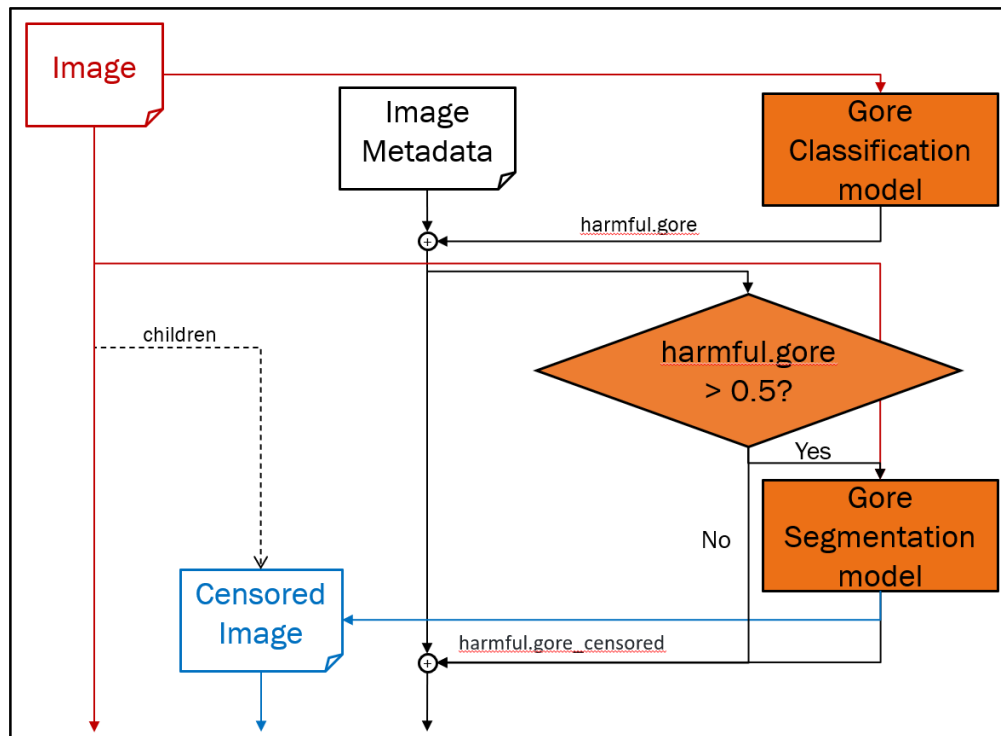 Image
Image
Metadata
Gore
Classification
model
harmful.gore
children
harmful.gore
> 0.5?
Yes
Gore
Segmentation
model
No
Censored
Image
harmful.gore_censored